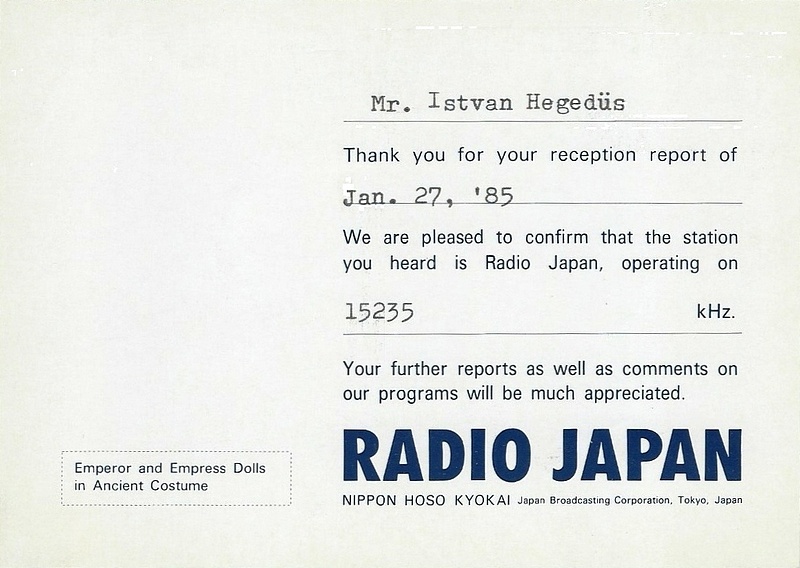 Mr. Istvan Hegedüs
Thank you for your reception report of
Jan. 27, '85
We are pleased to confirm that the station
you heard is Radio Japan, operating on
15235 kHz.
Your further reports as well as comments on
our programs will be much appreciated.
RADIO JAPAN
NIPPON HOSO KYOKAI Japan Broadcasting Corporation, Tokyo, Japan
Emperor and Empress Dolls
in Ancient Costume